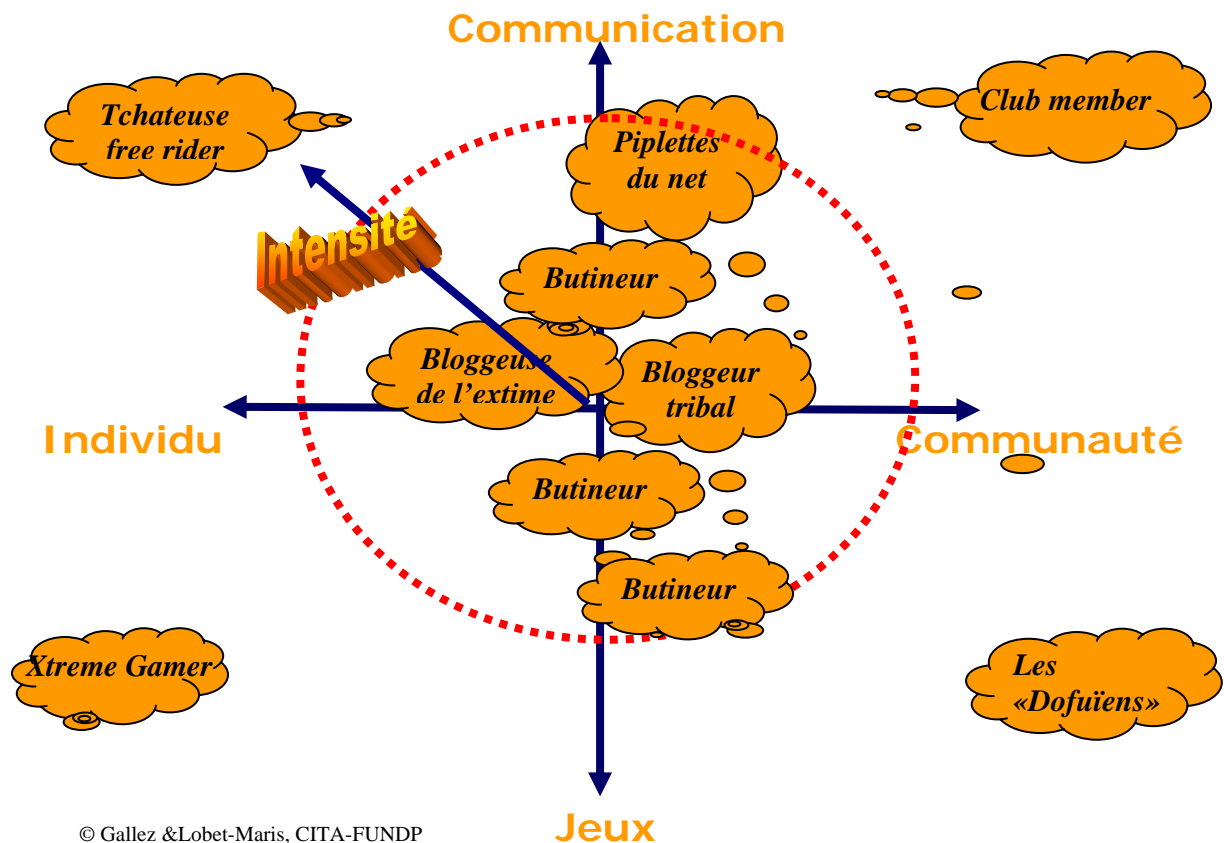 Communication
Tchateuse
free rider
Club member
Piplettes
du net
Intensité
Butineur
Bloggeuse
de l'extime
Bloggeur
tribal
Individu
Communauté
Butineur
Butineur
Xtreme Gamer
Les
«Dofuïens»
Jeux
© Gallez &Lobet-Maris, CITA-FUNDP